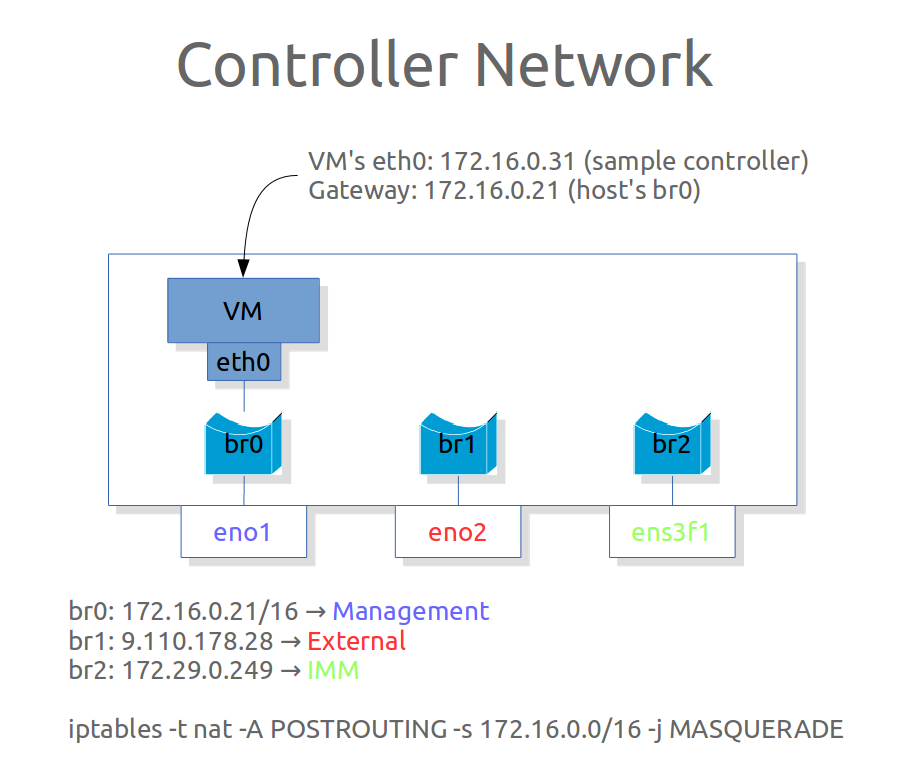 Controller Network
VM's eth0: 172.16.0.31 (sample controller)
Gateway: 172.16.0.21 (host's br0)
VM
eth0
br0 br1 br2
eno1 eno2 ens3f1
br0: 172.16.0.21/16 → Management
br1: 9.110.178.28 → External
br2: 172.29.0.249 → IMM
iptables -t nat -A POSTROUTING -s 172.16.0.0/16 -j MASQUERADE